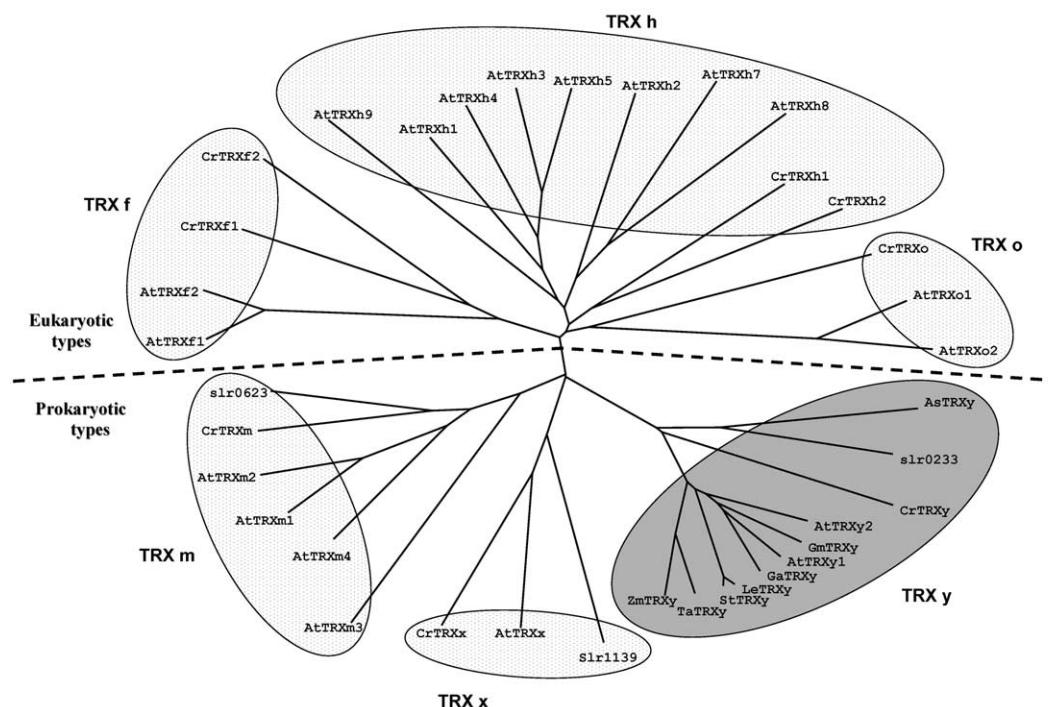 TRX h
AtTRXh3
AtTRXh5
AtTRXh2
AtTRXh7
AtTRXh4
AtTRXh8
AtTRXh9
AtTRXh1
CrTRXf2
CrTRXh1
TRX f
CrTRXh2
CrTRXf1
TRX o
CrTRXo
AtTRXf2
AtTRXo1
Eukaryotic
types
AtTRXf1
AtTRXo2
slr0623
Prokaryotic
types
AsTRXy
CrTRXm
slr0233
AtTRXm2
CrTRXy
AtTRXm1
AtTRXy2
GmTRXy
TRX m
AtTRXm4
AtTRXy1
GaTRXy
LeTRXy
StTRXy
ZmTRXy
TaTRXy
TRX y
AtTRXm3
CrTRXx
AtTRXx
Slr1139
TRX x